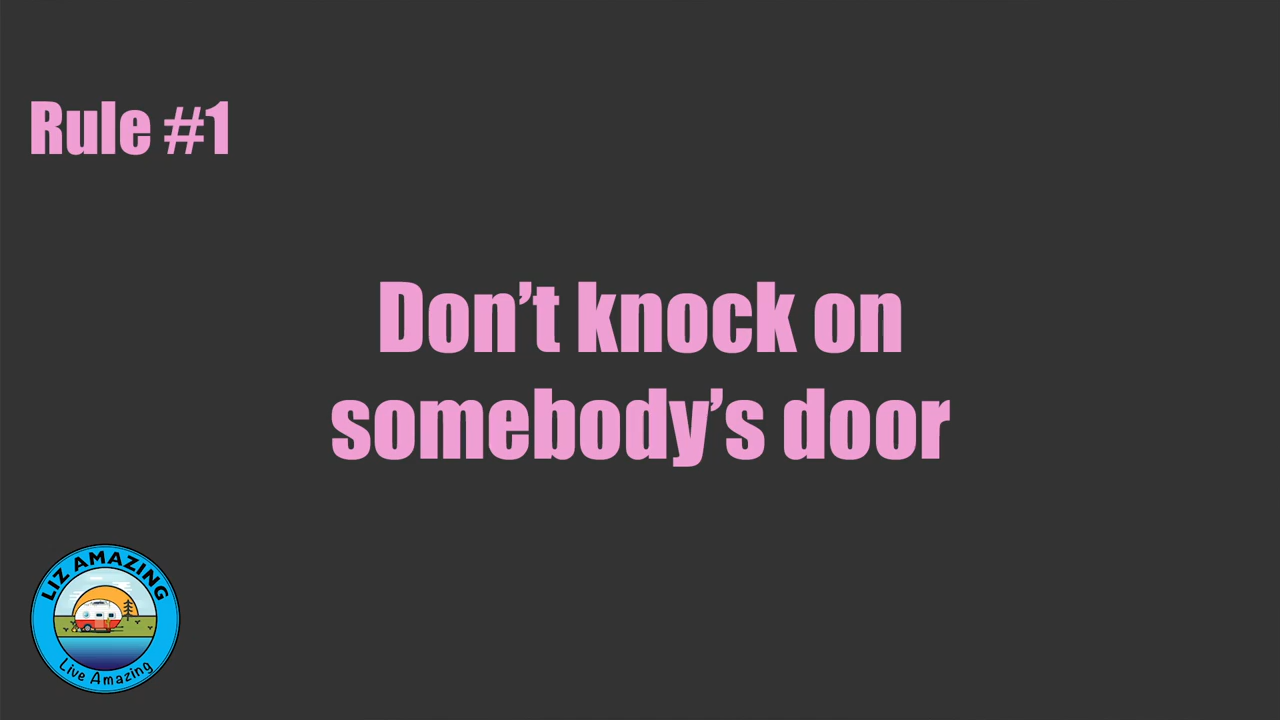 Rule #1
Don’t knock on
somebody’s door
LIZ AMAZING
Live Amazing